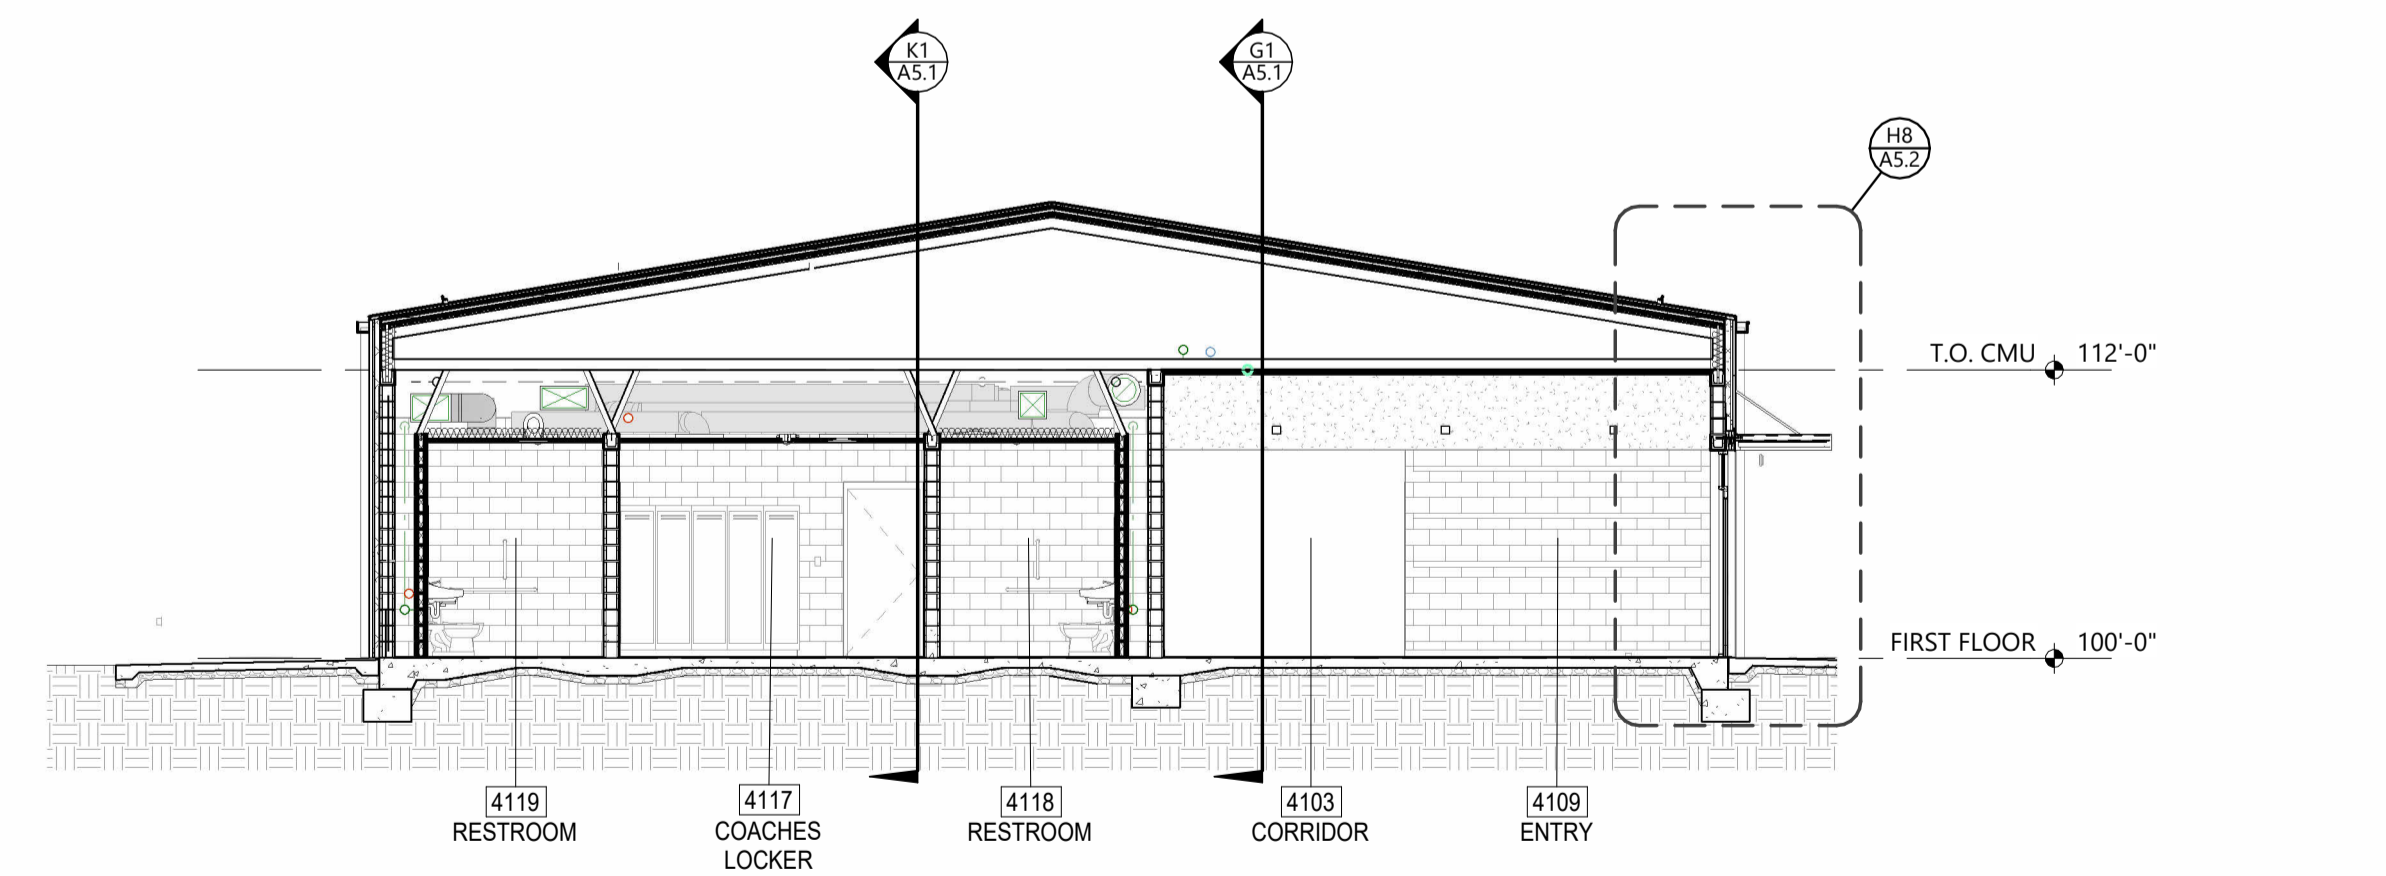 K1
A5.1
G1
A5.1
H8
A5.2
T.O. CMU 112'-0"
FIRST FLOOR 100'-0"
4119
RESTROOM
4117
COACHES
LOCKER
4118
RESTROOM
4103
CORRIDOR
4109
ENTRY